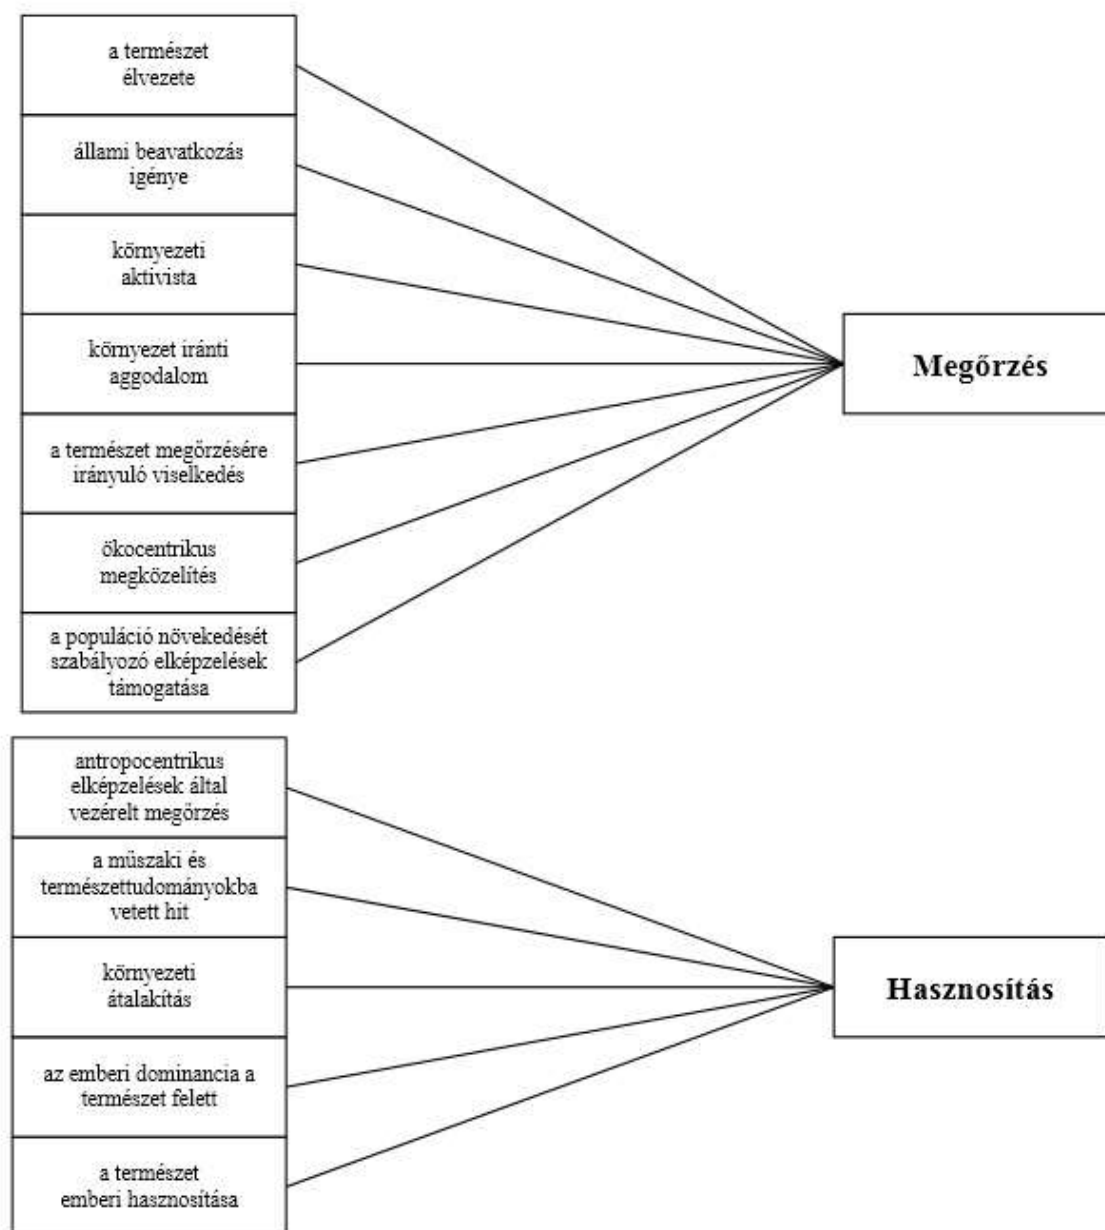 a természet
élvezete
állami beavatkozás
igénye
környezeti
aktivista
környezet iránti
aggodalom
a természet megőrzésére
irányuló viselkedés
ökocentrikus
megközelítés
a populáció növekedését
szabályozó elképzelések
támogatása
Megőrzés
antropocentrikus
elképzelések által
vezérelt megőrzés
a műszaki és
természettudományokba
vetett hit
környezeti
átalakítás
az emberi dominancia a
természet felett
a természet
emberi hasznosítása
Hasznosítás